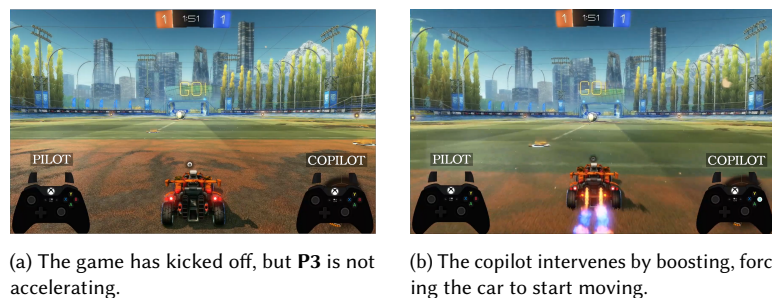 1 1:51 1
GO!
PILOT
COPILOT
1 1:51 1
GO!
PILOT
COPILOT
(a) The game has kicked off, but P3 is not
accelerating.
(b) The copilot intervenes by boosting, forc
ing the car to start moving.